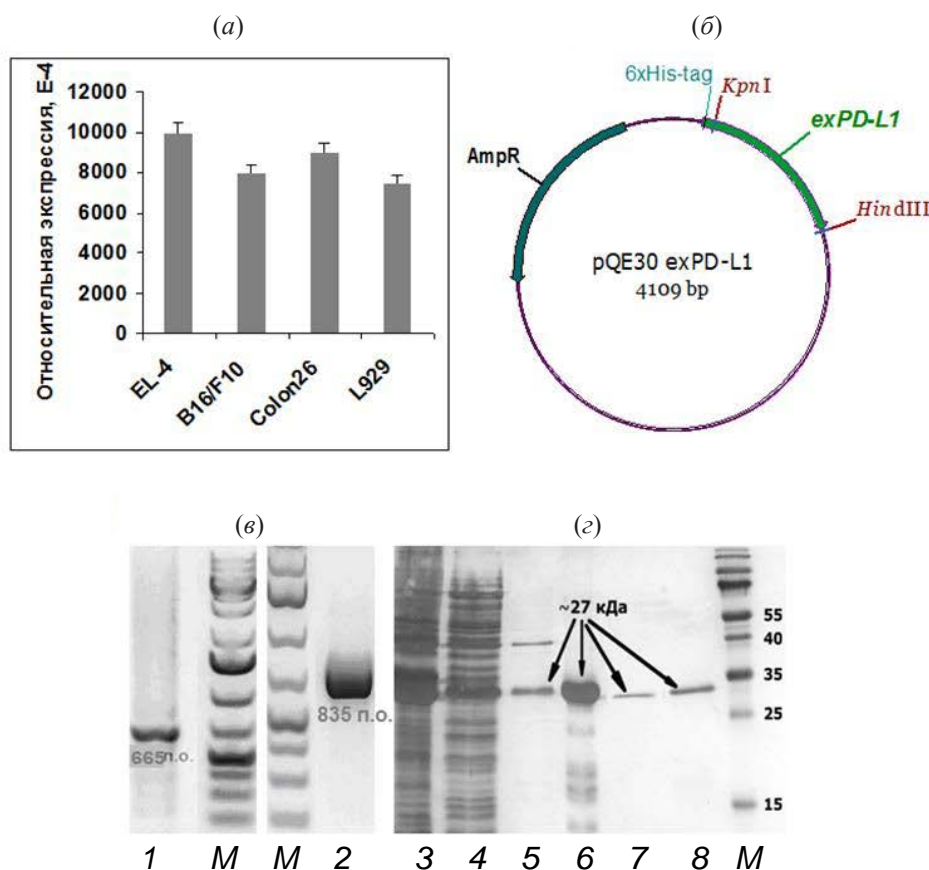 (а)
(б)
Относительная экспрессия, E-4
12000
10000
8000
6000
4000
2000
0
EL-4
B16/F10
Colon26
L929
6xHis-tag
KpnI
exPD-L1
AmpR
HindIII
pQE30 exPD-L1
4109 bp
(в)
(г)
~27 кДа
55
40
35
25
15
665п.о.
835 п.о.
1 M M 2 3 4 5 6 7 8 M